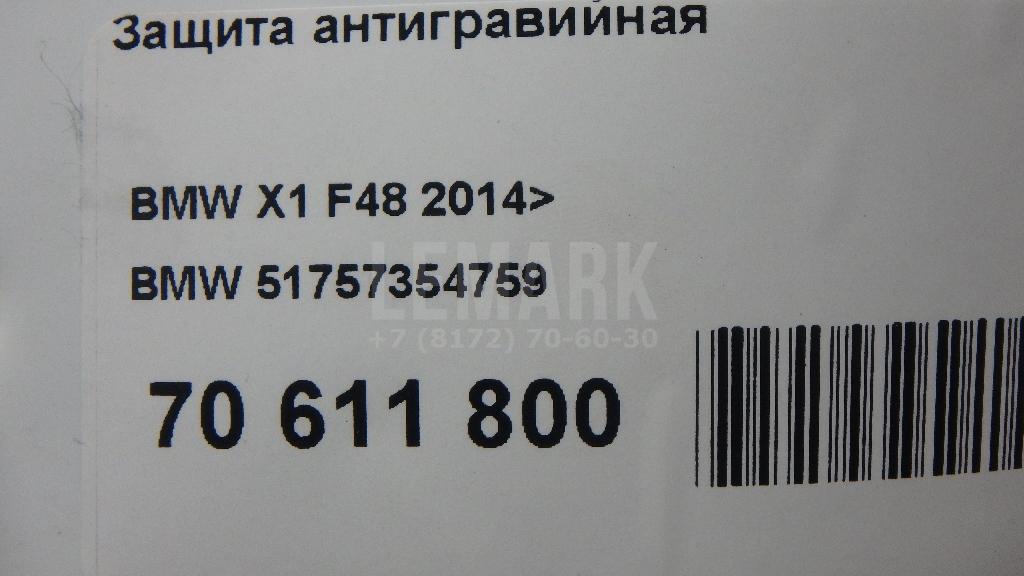 Защита антигравийная
BMW X1 F48 2014>
BMW 51757354759
LEMARK
+7 (8172) 70-60-30
70 611 800